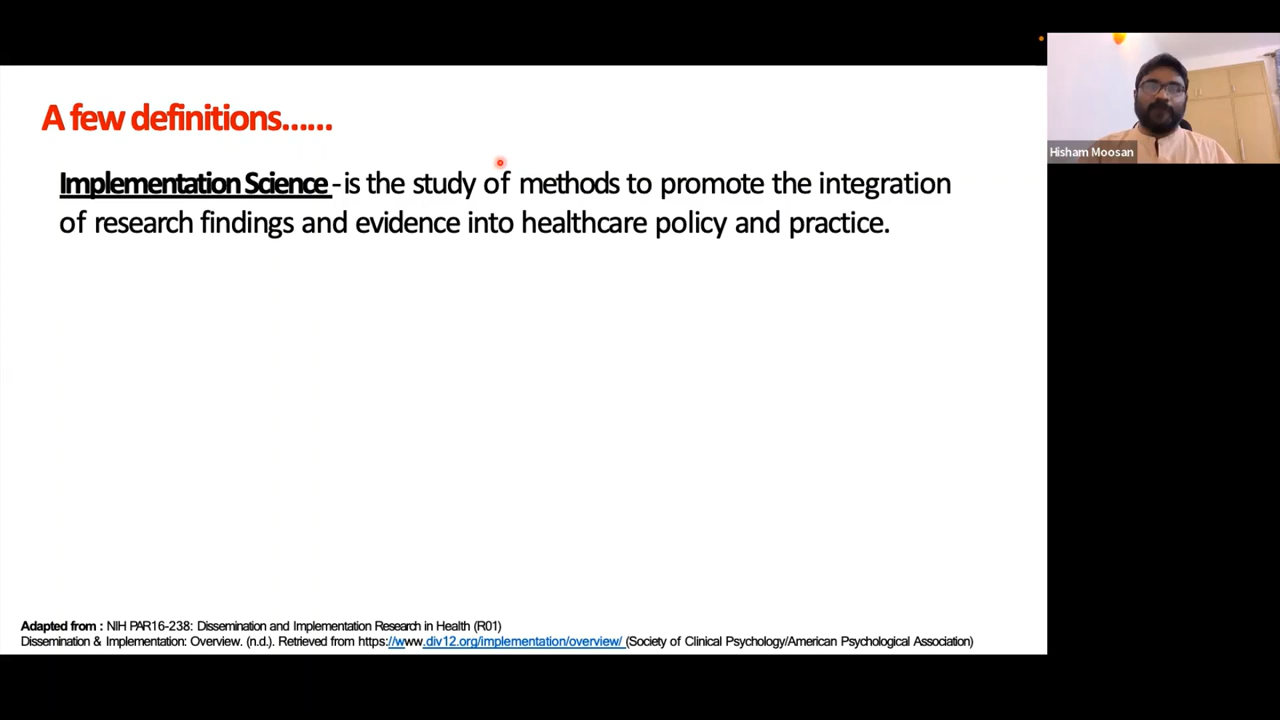 A few definitions......
Implementation Science - is the study of methods to promote the integration
of research findings and evidence into healthcare policy and practice.
Adapted from : NIH PAR16-238: Dissemination and Implementation Research in Health (R01)
Dissemination & Implementation: Overview. (n.d.). Retrieved from https://www.div12.org/implementation/overview/ (Society of Clinical Psychology/American Psychological Association)
Hisham Moosan